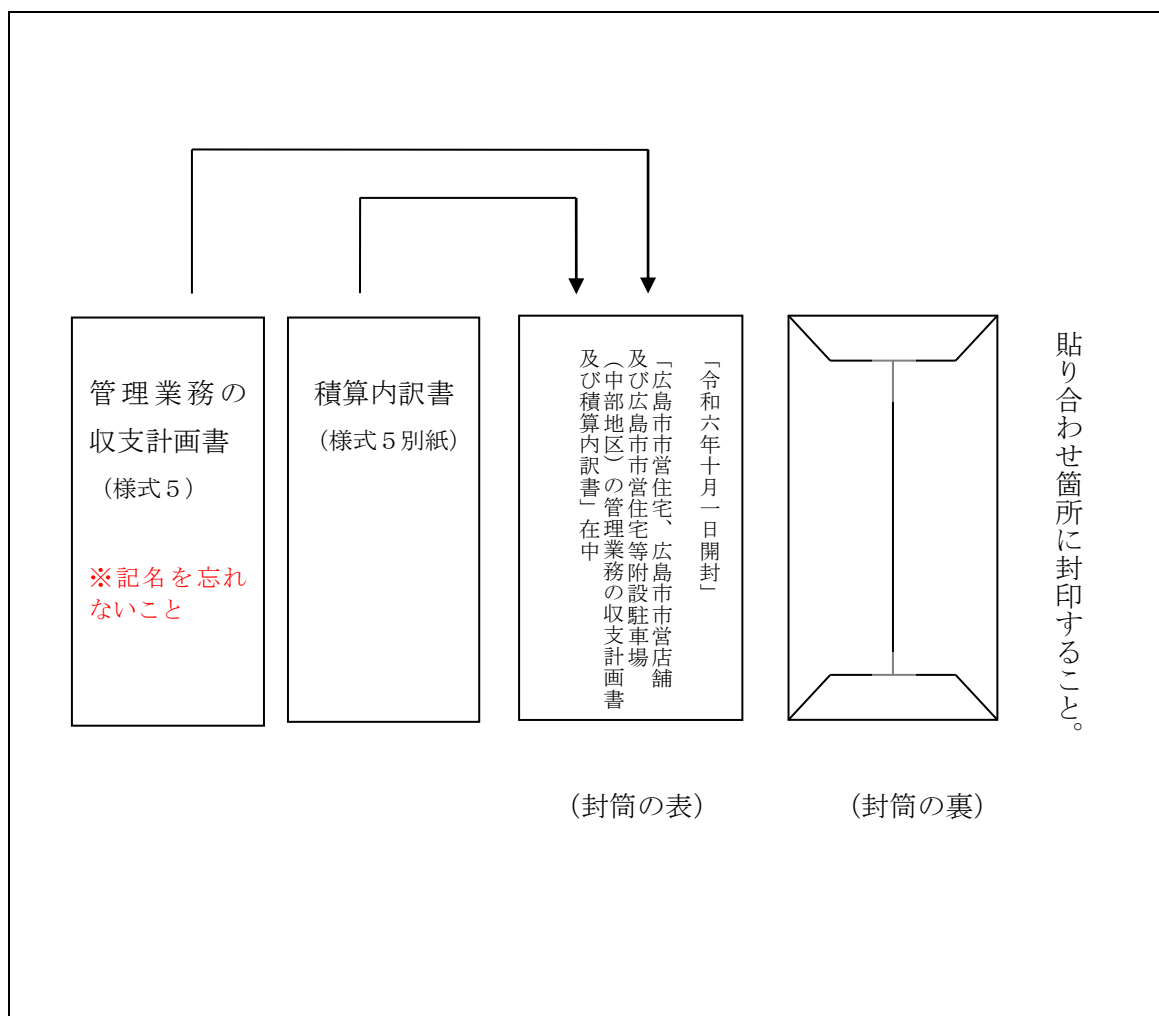 管理業務の
収支計画書
（様式５）
※記名を忘れ
ないこと
積算内訳書
（様式５別紙）
「令和六年十月一日開封」
「広島市市営住宅、広島市市営店舗
及び広島市市営住宅等附設駐車場
（中部地区）の管理業務の収支計画書
及び積算内訳書」在中
貼り合わせ箇所に封印すること。
（封筒の表）
（封筒の裏）